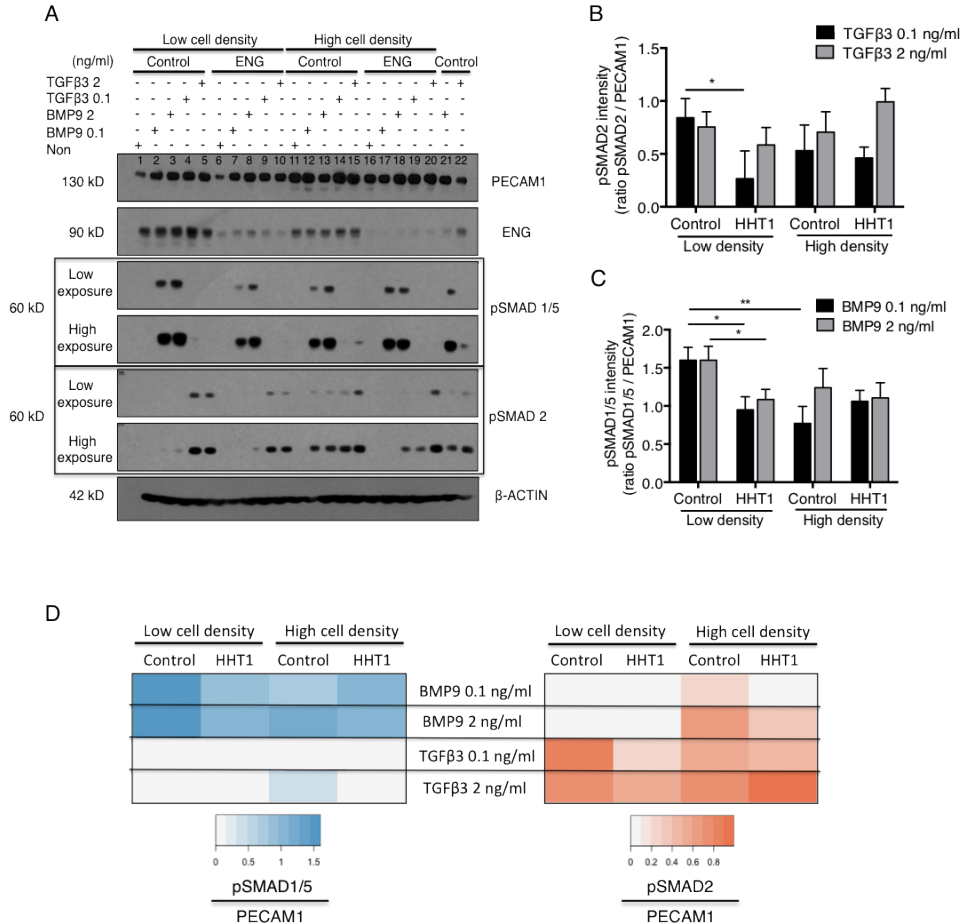 A
Low cell density High cell density
(ng/ml) Control ENG Control ENG Control
TGFβ3 2 - - - - + - - - - + - - - - + - - - - + - +
TGFβ3 0.1 - - - + - - - - + - - - - + - - - - + - - -
BMP9 2 - - + - - - - + - - - - + - - - - + - - + -
BMP9 0.1 - + - - - - + - - - - + - - - - + - - - - -
Non + - - - - + - - - - + - - - - + - - - - - -
1 2 3 4 5 6 7 8 9 10 11 12 13 14 15 16 17 18 19 20 21 22
130 kD PECAM1
90 kD ENG
60 kD
Low exposure
High exposure
pSMAD 1/5
60 kD
Low exposure
High exposure
pSMAD 2
42 kD β-ACTIN
B
TGFβ3 0.1 ng/ml
TGFβ3 2 ng/ml
pSMAD2 intensity
(ratio pSMAD2 / PECAM1)
1.5
1.0
0.5
0.0
*
Control HHT1 Control HHT1
Low density High density
C
BMP9 0.1 ng/ml
BMP9 2 ng/ml
pSMAD1/5 intensity
(ratio pSMAD1/5 / PECAM1)
2.0
1.5
1.0
0.5
0.0
**
*
*
Control HHT1 Control HHT1
Low density High density
D
Low cell density High cell density Low cell density High cell density
Control HHT1 Control HHT1 Control HHT1 Control HHT1
BMP9 0.1 ng/ml
BMP9 2 ng/ml
TGFβ3 0.1 ng/ml
TGFβ3 2 ng/ml
0 0.5 1 1.5
pSMAD1/5
PECAM1
0 0.2 0.4 0.6 0.8
pSMAD2
PECAM1